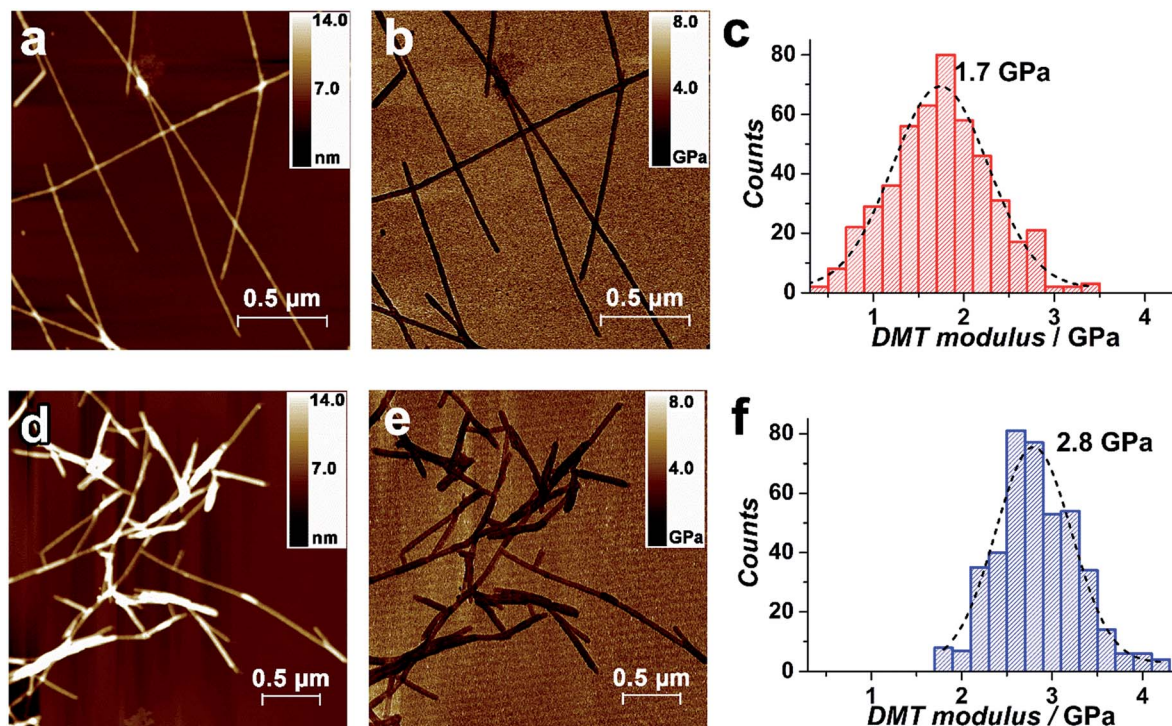 a
14.0
7.0
nm
0.5 µm
b
8.0
4.0
GPa
0.5 µm
c
1.7 GPa
80
60
40
20
0
Counts
1 2 3 4
DMT modulus / GPa
d
14.0
7.0
nm
0.5 µm
e
8.0
4.0
GPa
0.5 µm
f
2.8 GPa
80
60
40
20
0
Counts
1 2 3 4
DMT modulus / GPa